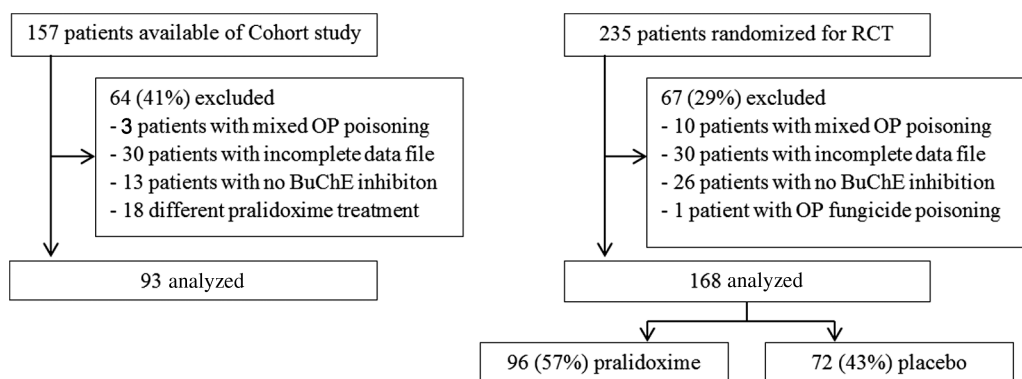 157 patients available of Cohort study
64 (41%) excluded
- 3 patients with mixed OP poisoning
- 30 patients with incomplete data file
- 13 patients with no BuChE inhibiton
- 18 different pralidoxime treatment
93 analyzed
235 patients randomized for RCT
67 (29%) excluded
- 10 patients with mixed OP poisoning
- 30 patients with incomplete data file
- 26 patients with no BuChE inhibition
- 1 patient with OP fungicide poisoning
168 analyzed
96 (57%) pralidoxime
72 (43%) placebo